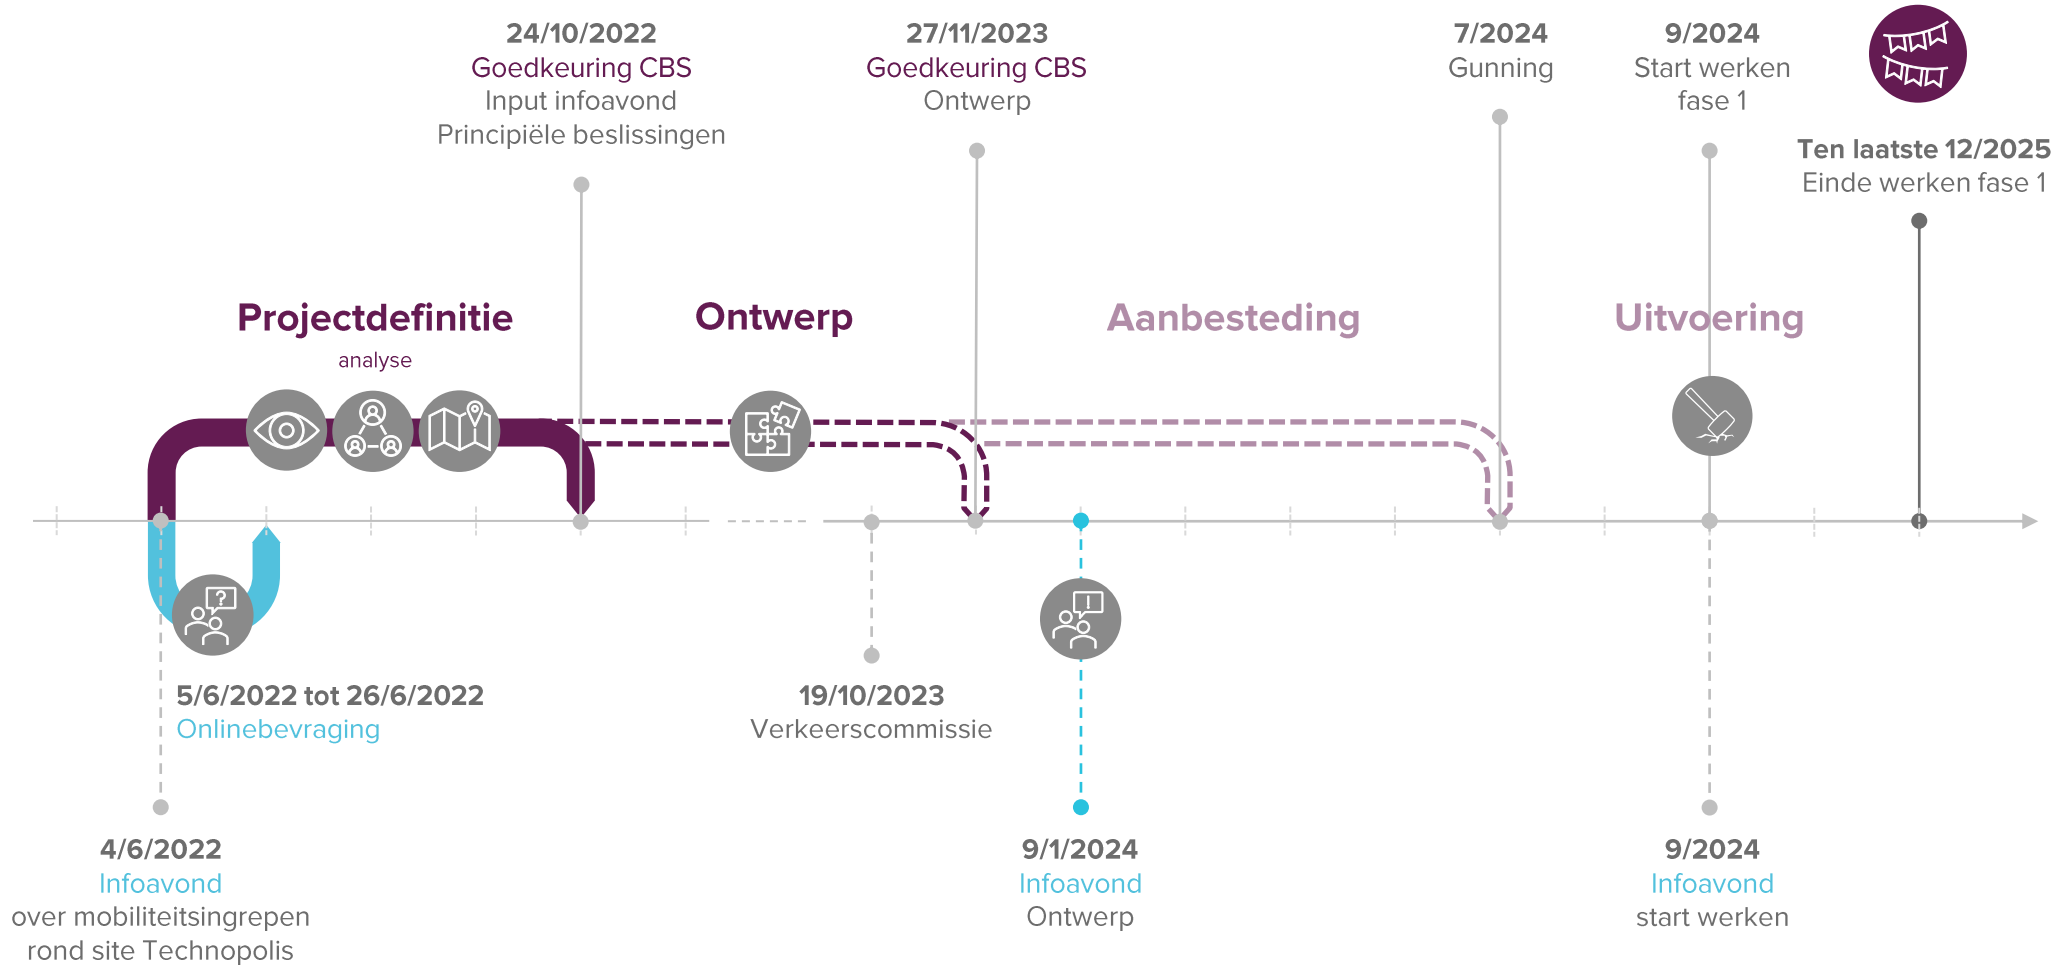 24/10/2022
Goedkeuring CBS
Input infoavond
Principiële beslissingen
27/11/2023
Goedkeuring CBS
Ontwerp
7/2024
Gunning
9/2024
Start werken
fase 1
Ten laatste 12/2025
Einde werken fase 1
Projectdefinitie
analyse
Ontwerp
Aanbesteding
Uitvoering
?
!
5/6/2022 tot 26/6/2022
Onlinebevraging
19/10/2023
Verkeerscommissie
4/6/2022
Infoavond
over mobiliteitsingrepen
rond site Technopolis
9/1/2024
Infoavond
Ontwerp
9/2024
Infoavond
start werken